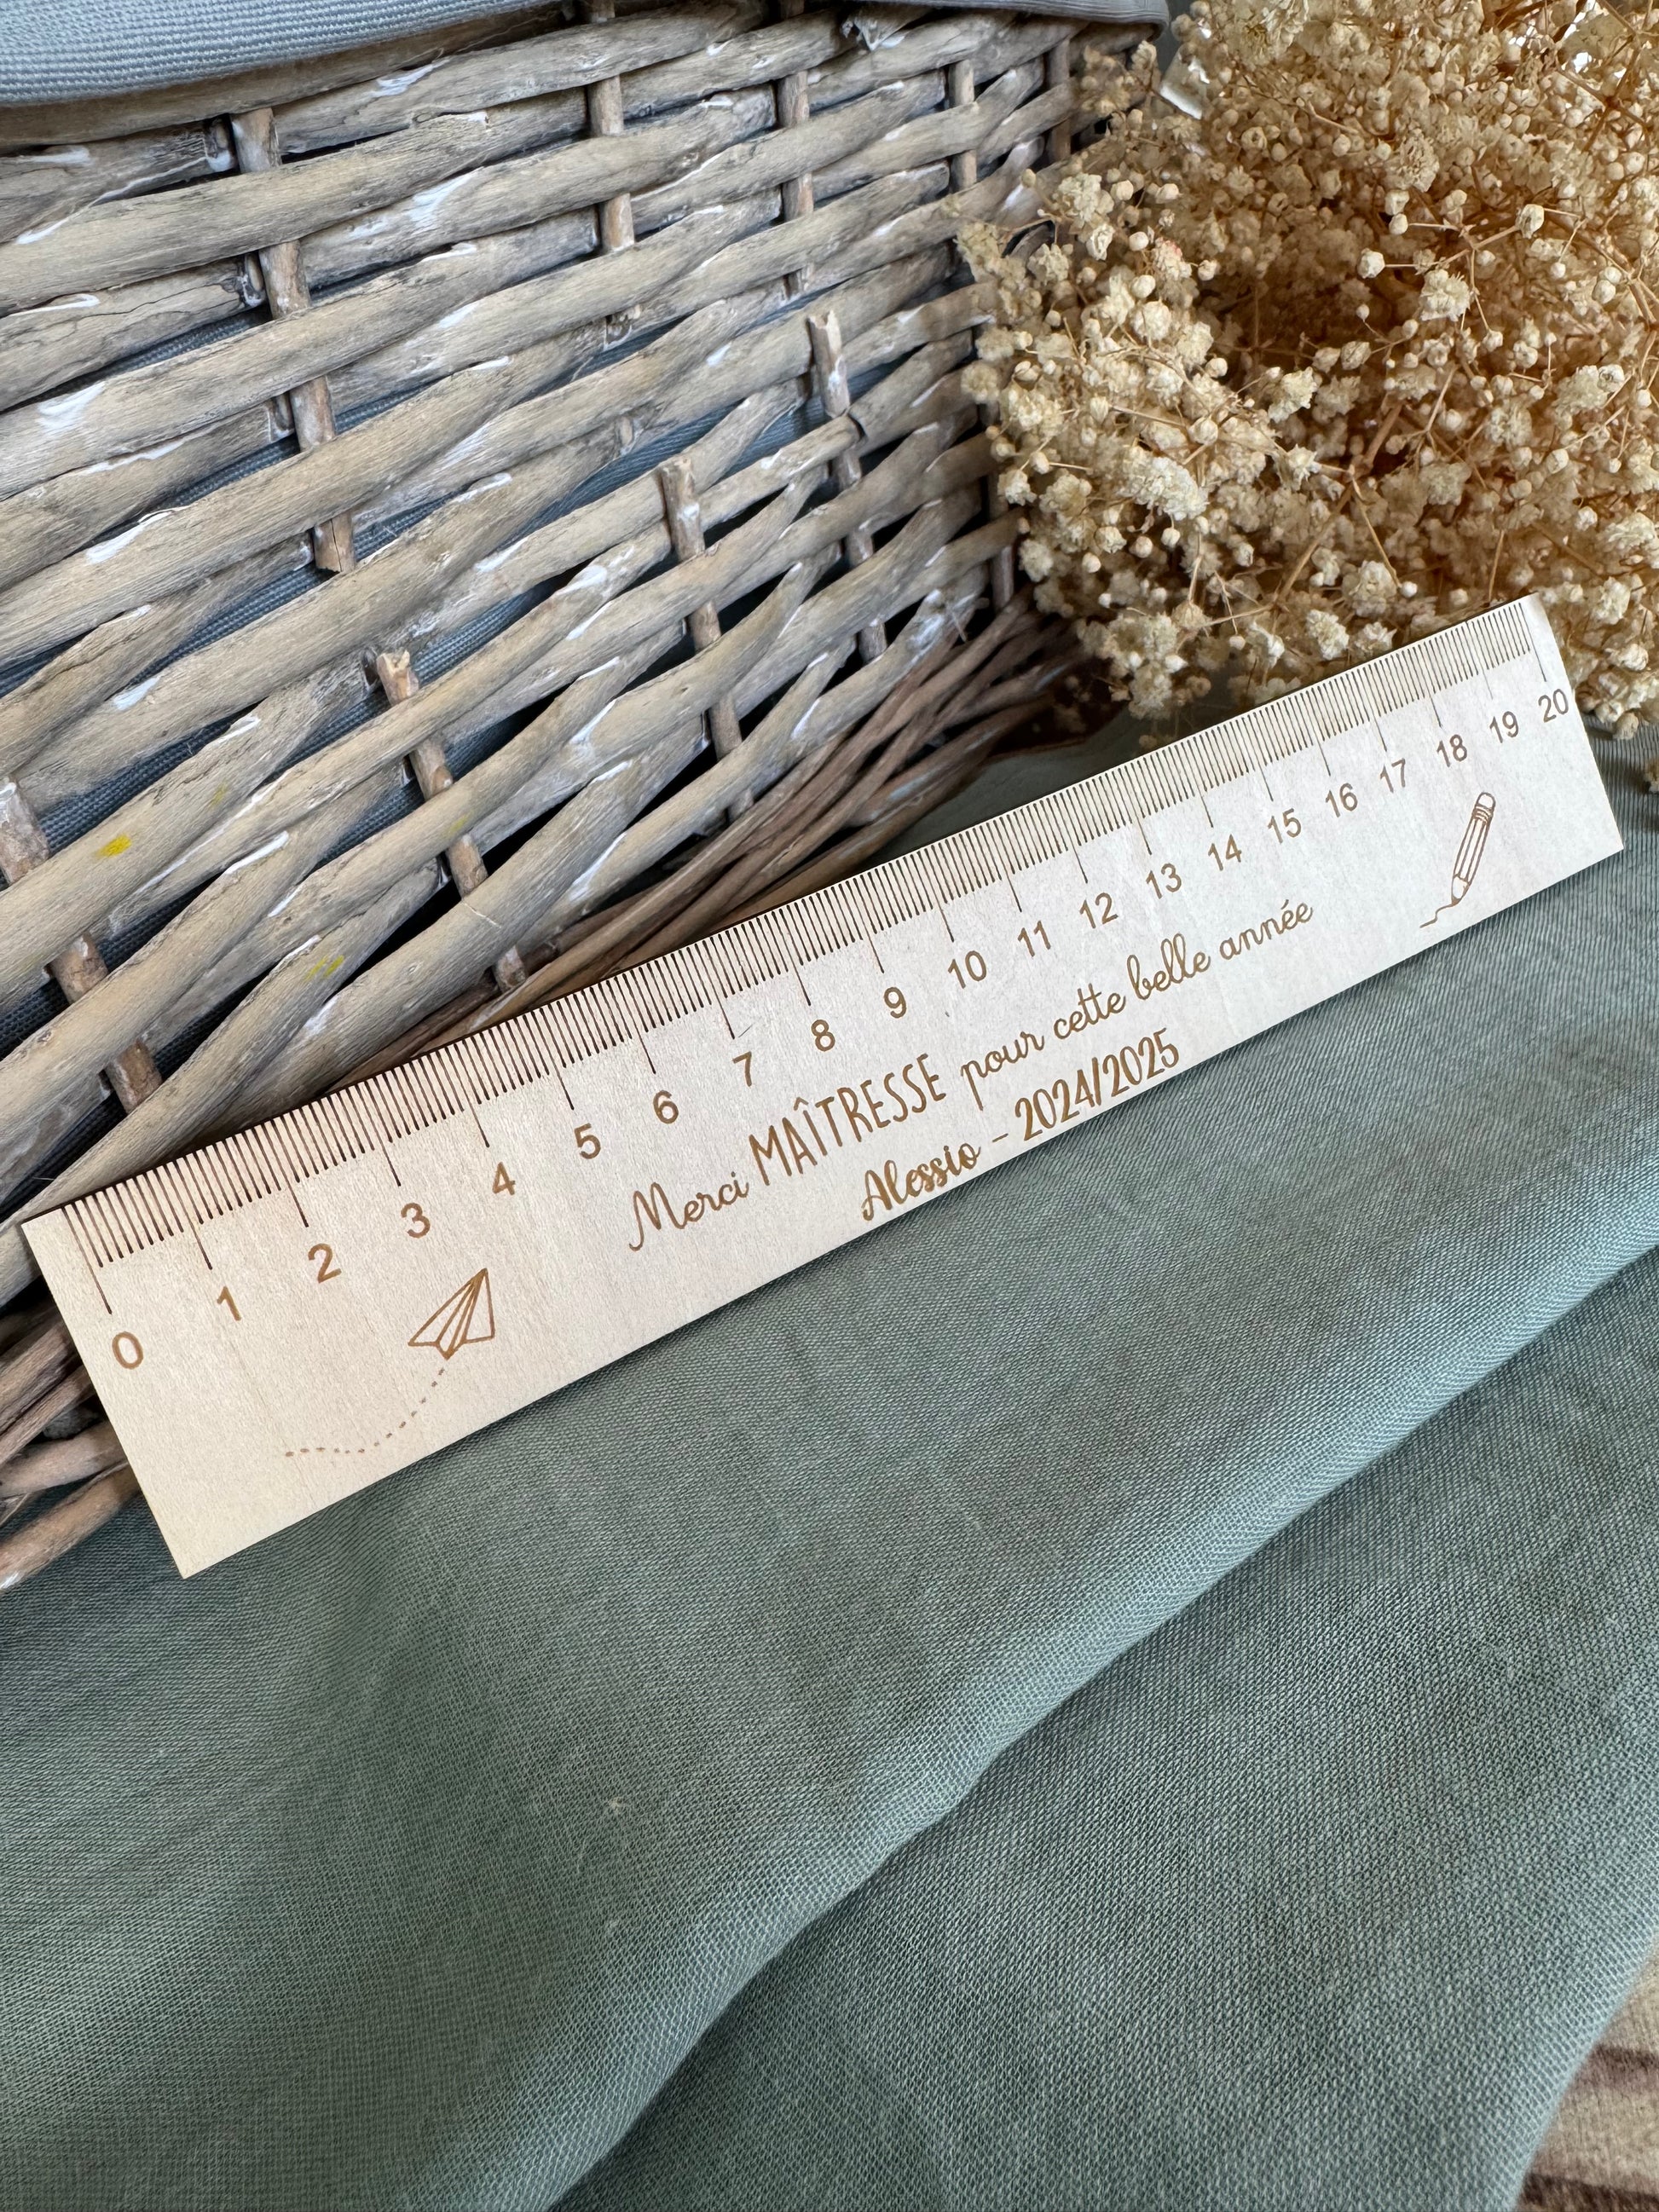 0 1 2 3 4 5 6 7 8 9 10 11 12 13 14 15 16 17 18 19 20
Merci MAÎTRESSE pour cette belle année
Alessio - 2024/2025